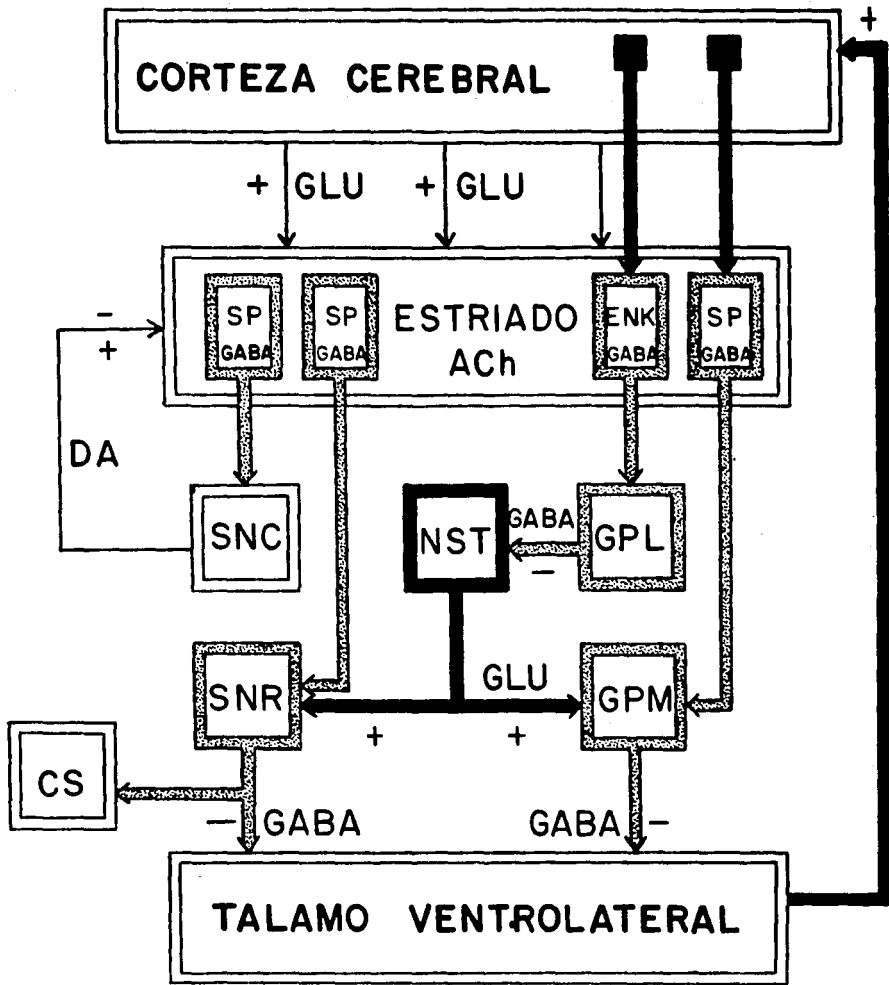 +
CORTEZA CEREBRAL
+ GLU + GLU
SP GABA
SP GABA
ESTRIADO
ACh
ENK GABA
SP GABA
-
+
DA
SNC
NST
GABA
-
GPL
SNR
GLU
GPM
+ +
CS
- GABA
GABA -
TALAMO VENTROLATERAL